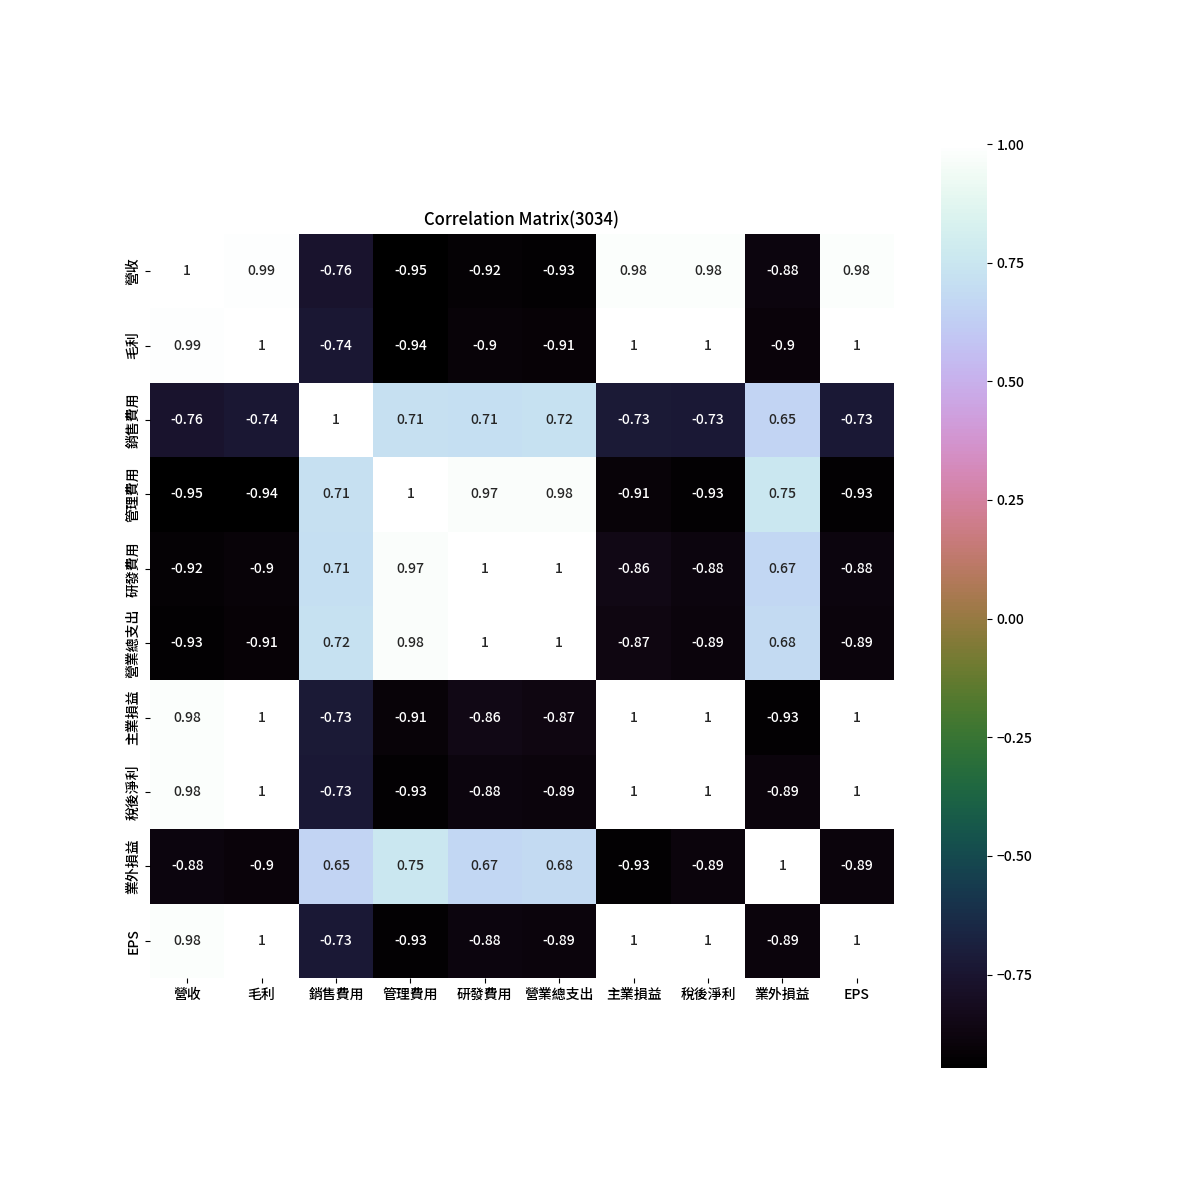 Correlation Matrix(3034)
營收 1 0.99 -0.76 -0.95 -0.92 -0.93 0.98 0.98 -0.88 0.98
毛利 0.99 1 -0.74 -0.94 -0.9 -0.91 1 1 -0.9 1
銷售費用 -0.76 -0.74 1 0.71 0.71 0.72 -0.73 -0.73 0.65 -0.73
管理費用 -0.95 -0.94 0.71 1 0.97 0.98 -0.91 -0.93 0.75 -0.93
研發費用 -0.92 -0.9 0.71 0.97 1 1 -0.86 -0.88 0.67 -0.88
營業總支出 -0.93 -0.91 0.72 0.98 1 1 -0.87 -0.89 0.68 -0.89
主業損益 0.98 1 -0.73 -0.91 -0.86 -0.87 1 1 -0.93 1
稅後淨利 0.98 1 -0.73 -0.93 -0.88 -0.89 1 1 -0.89 1
業外損益 -0.88 -0.9 0.65 0.75 0.67 0.68 -0.93 -0.89 1 -0.89
EPS 0.98 1 -0.73 -0.93 -0.88 -0.89 1 1 -0.89 1
營收 毛利 銷售費用 管理費用 研發費用 營業總支出 主業損益 稅後淨利 業外損益 EPS
1.00
0.75
0.50
0.25
0.00
−0.25
−0.50
−0.75